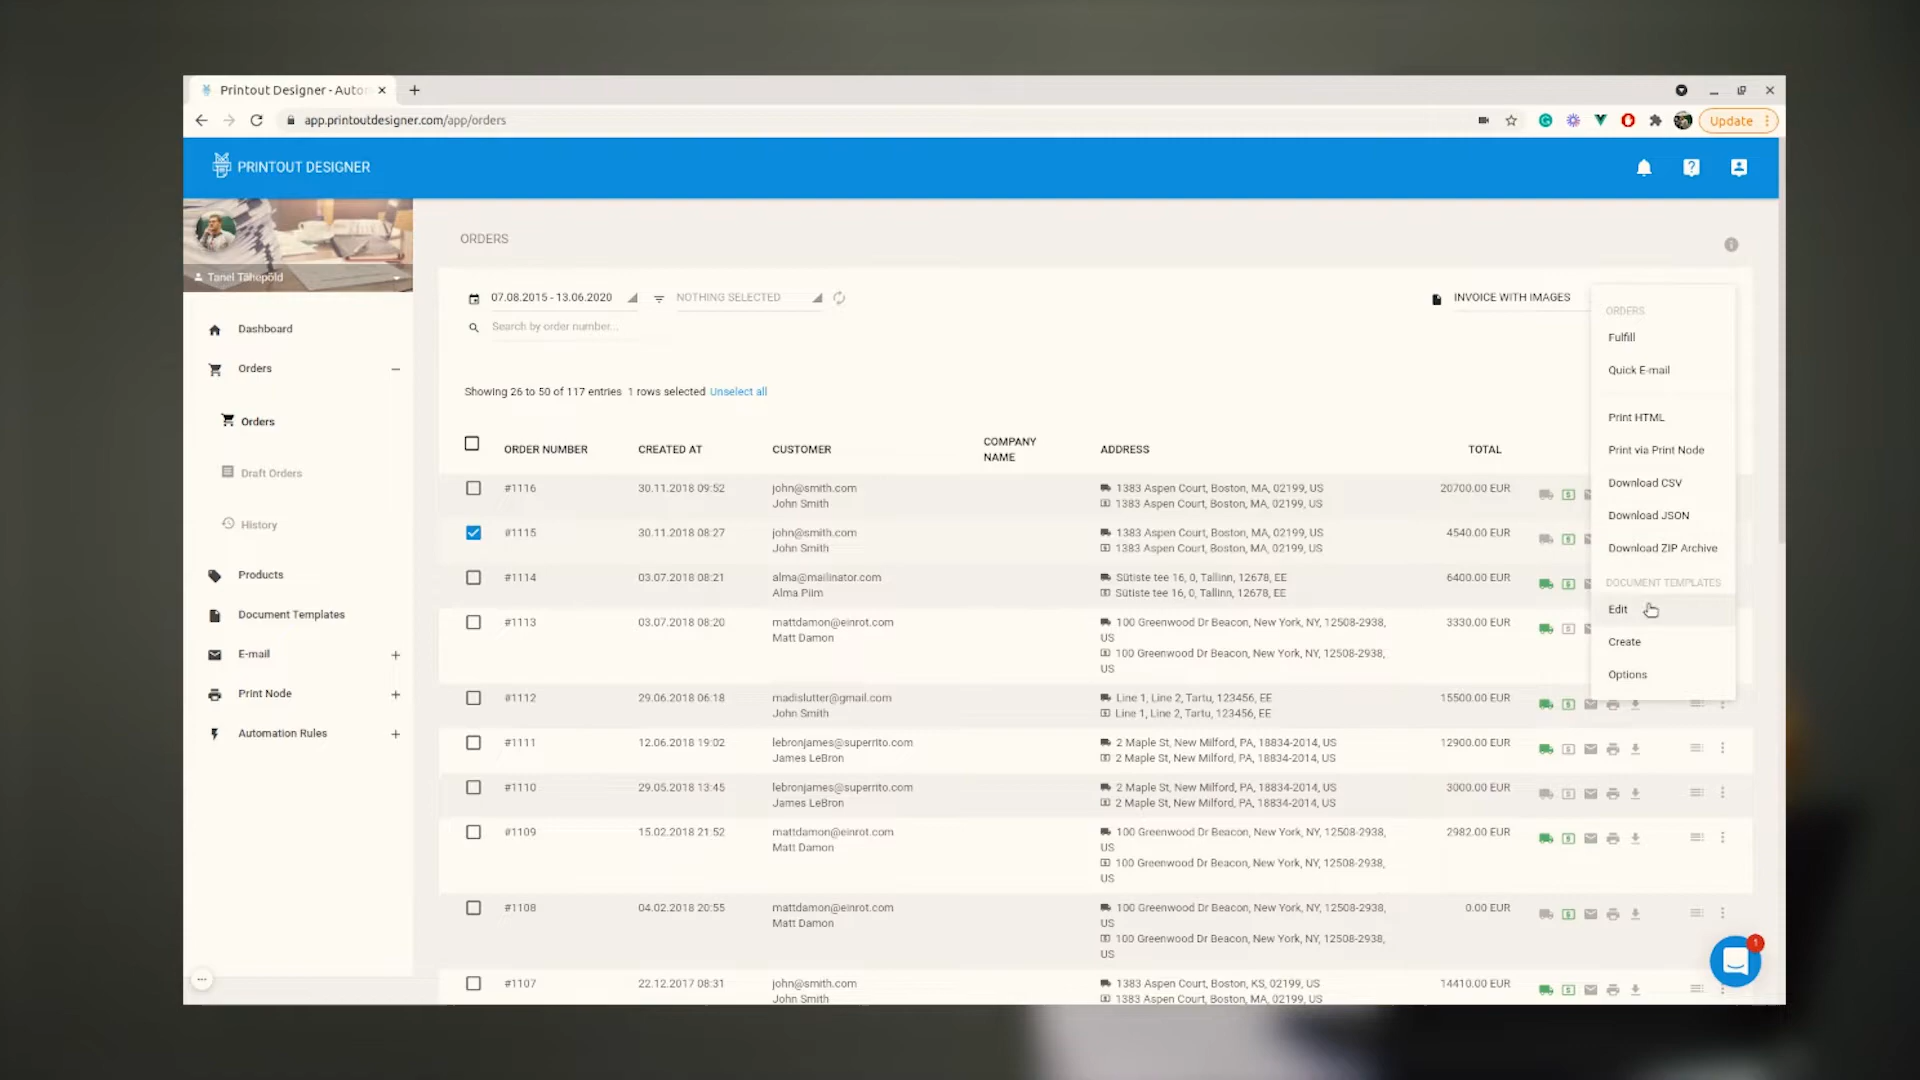 Printout Designer - Auto
app.printoutdesigner.com/app/orders
Update
PRINTOUT DESIGNER
Tanel Tähepõld
Dashboard
Orders
Orders
Draft Orders
History
Products
Document Templates
E-mail
Print Node
Automation Rules
ORDERS
07.08.2015 - 13.06.2020
NOTHING SELECTED
INVOICE WITH IMAGES
Search by order number...
Showing 26 to 50 of 117 entries 1 rows selected Unselect all
ORDER NUMBER CREATED AT CUSTOMER COMPANY NAME ADDRESS TOTAL
#1116 30.11.2018 09:52 john@smith.com 1383 Aspen Court, Boston, MA, 02199, US 20700.00 EUR
John Smith 1383 Aspen Court, Boston, MA, 02199, US
#1115 30.11.2018 08:27 john@smith.com 1383 Aspen Court, Boston, MA, 02199, US 4540.00 EUR
John Smith 1383 Aspen Court, Boston, MA, 02199, US
#1114 03.07.2018 08:21 alma@mailinator.com Sütiste tee 16, 0, Tallinn, 12678, EE 6400.00 EUR
Alma Piim Sütiste tee 16, 0, Tallinn, 12678, EE
#1113 03.07.2018 08:20 mattdamon@einrot.com 100 Greenwood Dr Beacon, New York, NY, 12508-2938, 3330.00 EUR
Matt Damon US
100 Greenwood Dr Beacon, New York, NY, 12508-2938,
US
#1112 29.06.2018 06:18 madislutter@gmail.com Line 1, Line 2, Tartu, 123456, EE 15500.00 EUR
John Smith Line 1, Line 2, Tartu, 123456, EE
#1111 12.06.2018 19:02 lebronjames@superrito.com 2 Maple St, New Milford, PA, 18834-2014, US 12900.00 EUR
James LeBron 2 Maple St, New Milford, PA, 18834-2014, US
#1110 29.05.2018 13:45 lebronjames@superrito.com 2 Maple St, New Milford, PA, 18834-2014, US 3000.00 EUR
James LeBron 2 Maple St, New Milford, PA, 18834-2014, US
#1109 15.02.2018 21:52 mattdamon@einrot.com 100 Greenwood Dr Beacon, New York, NY, 12508-2938, 2982.00 EUR
Matt Damon US
100 Greenwood Dr Beacon, New York, NY, 12508-2938,
US
#1108 04.02.2018 20:55 mattdamon@einrot.com 100 Greenwood Dr Beacon, New York, NY, 12508-2938, 0.00 EUR
Matt Damon US
100 Greenwood Dr Beacon, New York, NY, 12508-2938,
US
#1107 22.12.2017 08:31 john@smith.com 1383 Aspen Court, Boston, KS, 02199, US 14410.00 EUR
John Smith 1383 Aspen Court, Boston, MA, 02199, US
ORDERS
Fulfill
Quick E-mail
Print HTML
Print via Print Node
Download CSV
Download JSON
Download ZIP Archive
DOCUMENT TEMPLATES
Edit
Create
Options
1